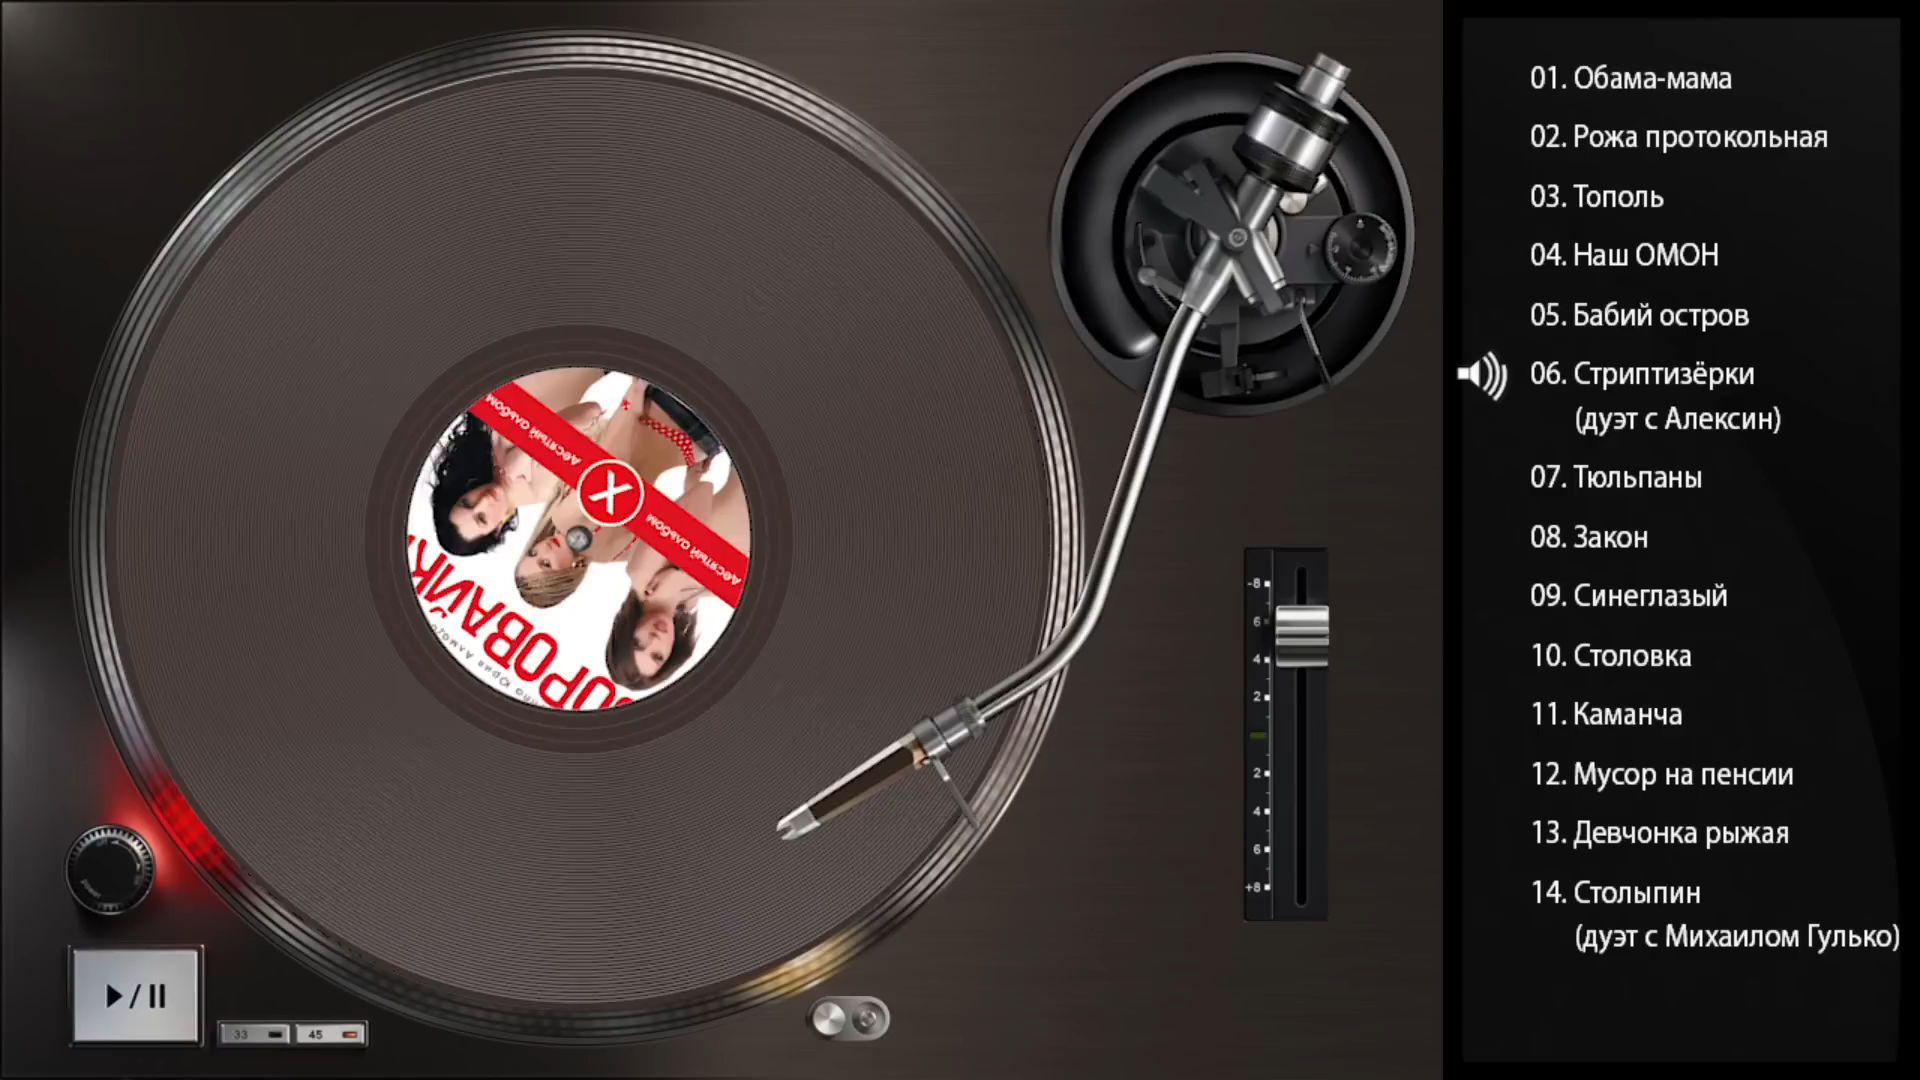 01. Обама-мама
02. Рожа протокольная
03. Тополь
04. Наш ОМОН
05. Бабий остров
06. Стриптизёрки
(дуэт с Алексин)
07. Тюльпаны
08. Закон
09. Синеглазый
10. Столовка
11. Каманча
12. Мусор на пенсии
13. Девчонка рыжая
14. Столыпин
(дуэт с Михаилом Гулько)
десятый альбом
X
десятый альбом
Юрия Алмазо
-8
6
4
2
2
4
6
+8
33
45